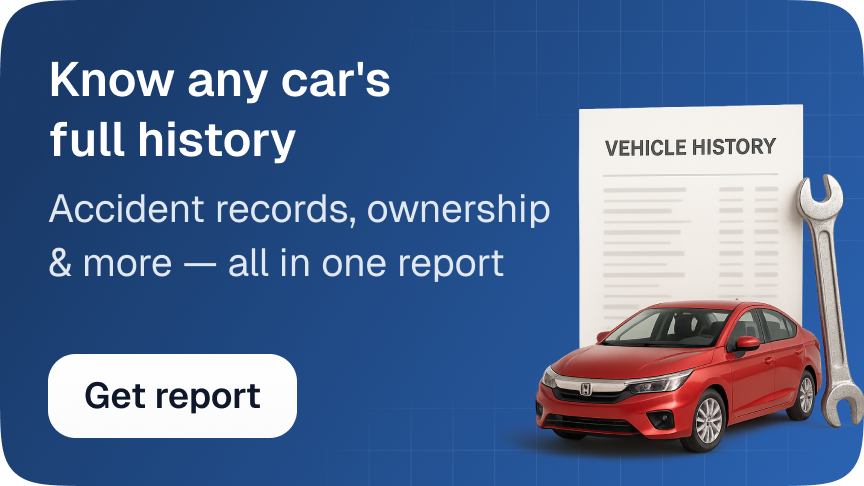 Know any car's
full history
Accident records, ownership
& more — all in one report
Get report
VEHICLE HISTORY